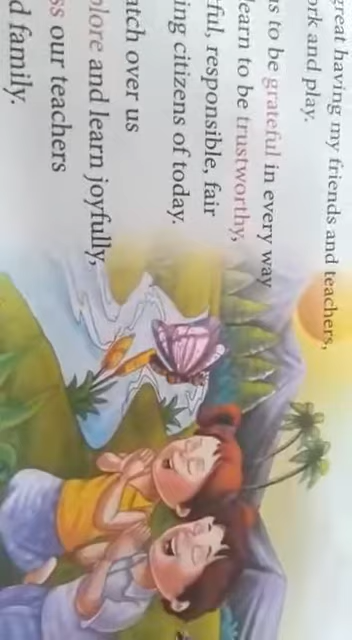 great having my friends and teachers,
ork and play.
s to be grateful in every way
learn to be trustworthy,
ful, responsible, fair
ing citizens of today.
atch over us
plore and learn joyfully,
ss our teachers
d family.